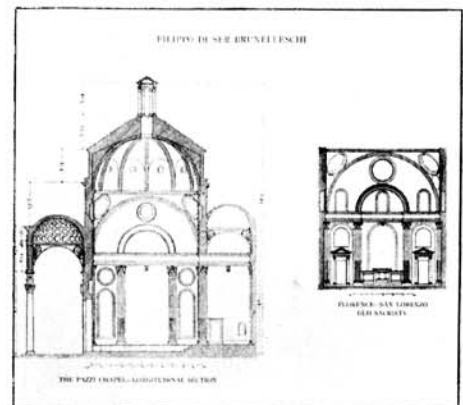 FILIPPO DI SER BRUNELLESCHI
FLORENCE: SAN LORENZO
OLD SACRISTY
THE PAZZI CHAPEL—LONGITUDINAL SECTION